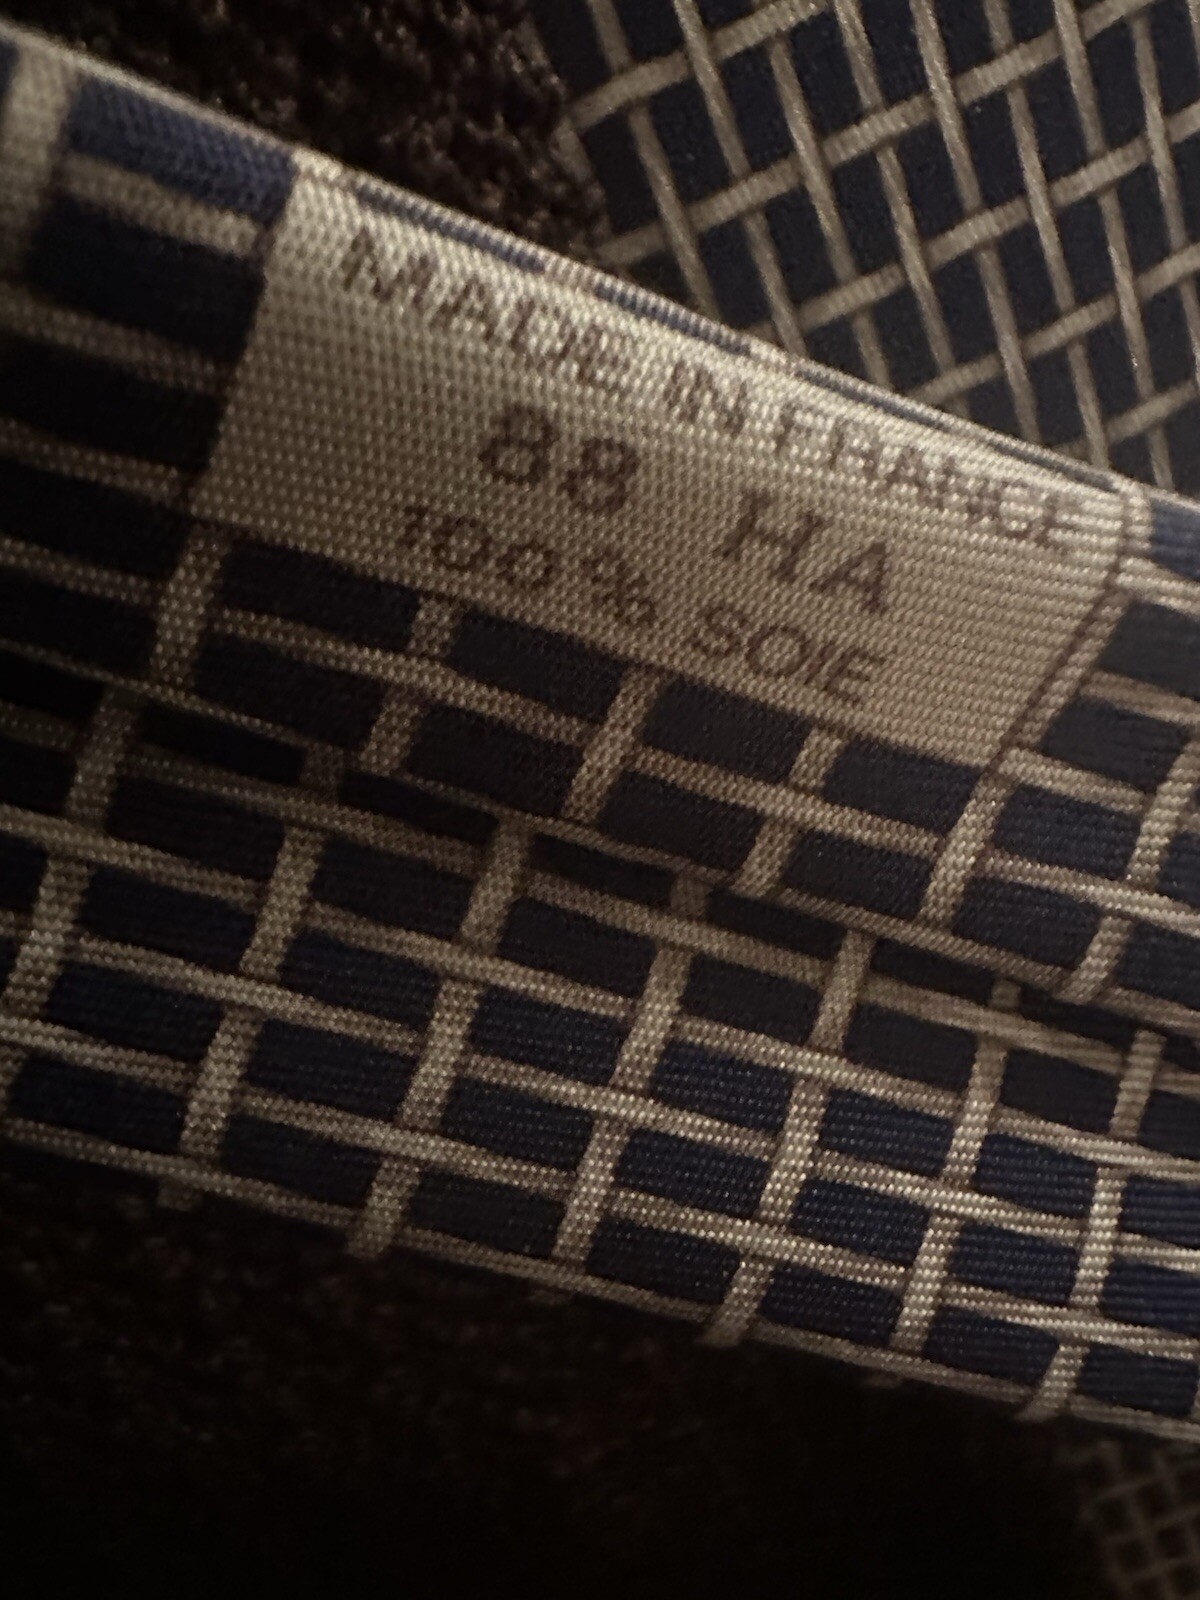 MADE IN FRANCE
88 HA
100 % SOIE